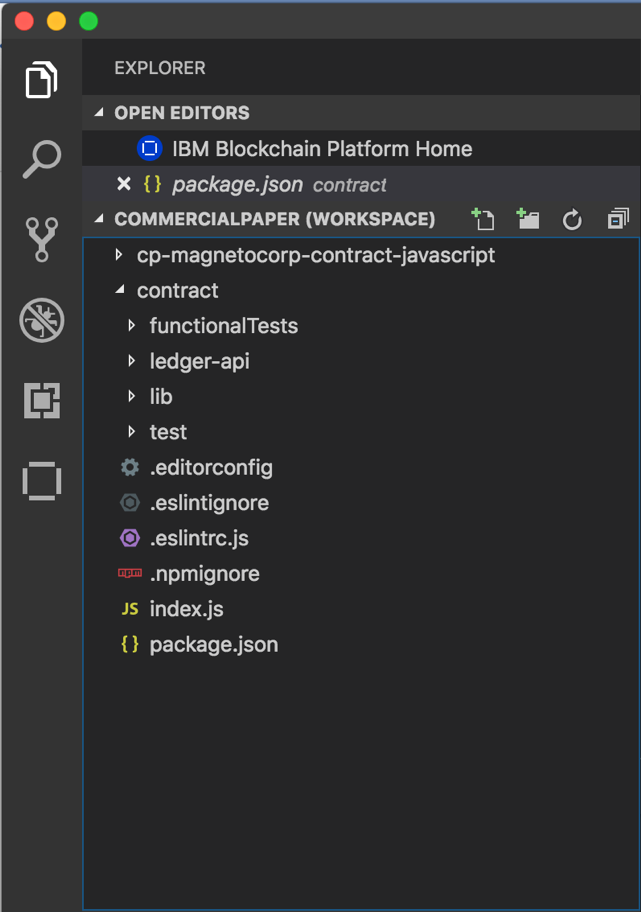 EXPLORER
OPEN EDITORS
IBM Blockchain Platform Home
{} package.json contract
COMMERCIALPAPER (WORKSPACE)
cp-magnetocorp-contract-javascript
contract
functionalTests
ledger-api
lib
test
.editorconfig
.eslintignore
.eslintrc.js
npm .npmignore
JS index.js
{} package.json